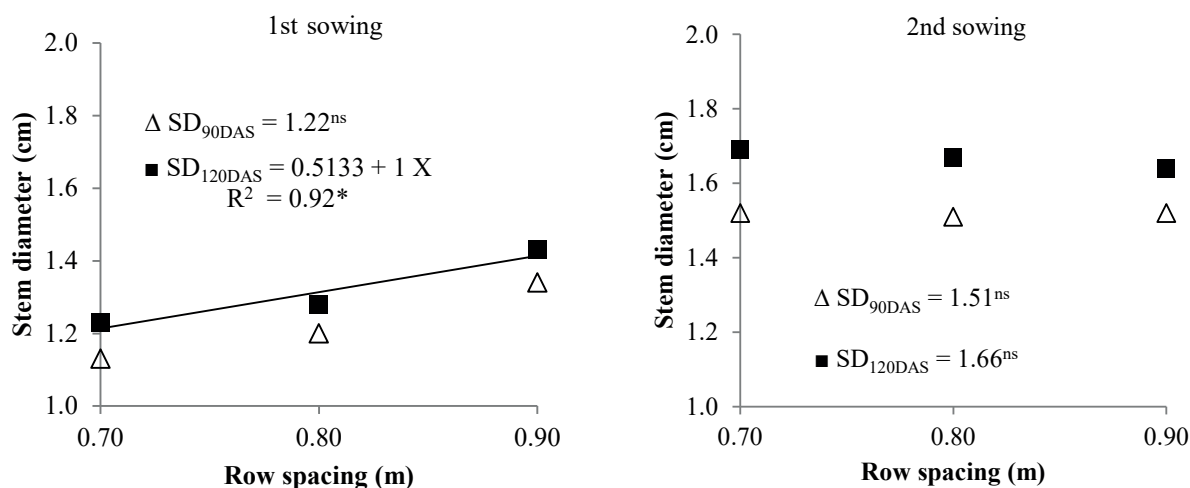 1st sowing
Stem diameter (cm)
2.0
1.8
1.6
1.4
1.2
1.0
Δ SD90DAS = 1.22ns
■ SD120DAS = 0.5133 + 1 X
R2 = 0.92*
0.70 0.80 0.90
Row spacing (m)
2nd sowing
Stem diameter (cm)
2.0
1.8
1.6
1.4
1.2
1.0
Δ SD90DAS = 1.51ns
■ SD120DAS = 1.66ns
0.70 0.80 0.90
Row spacing (m)